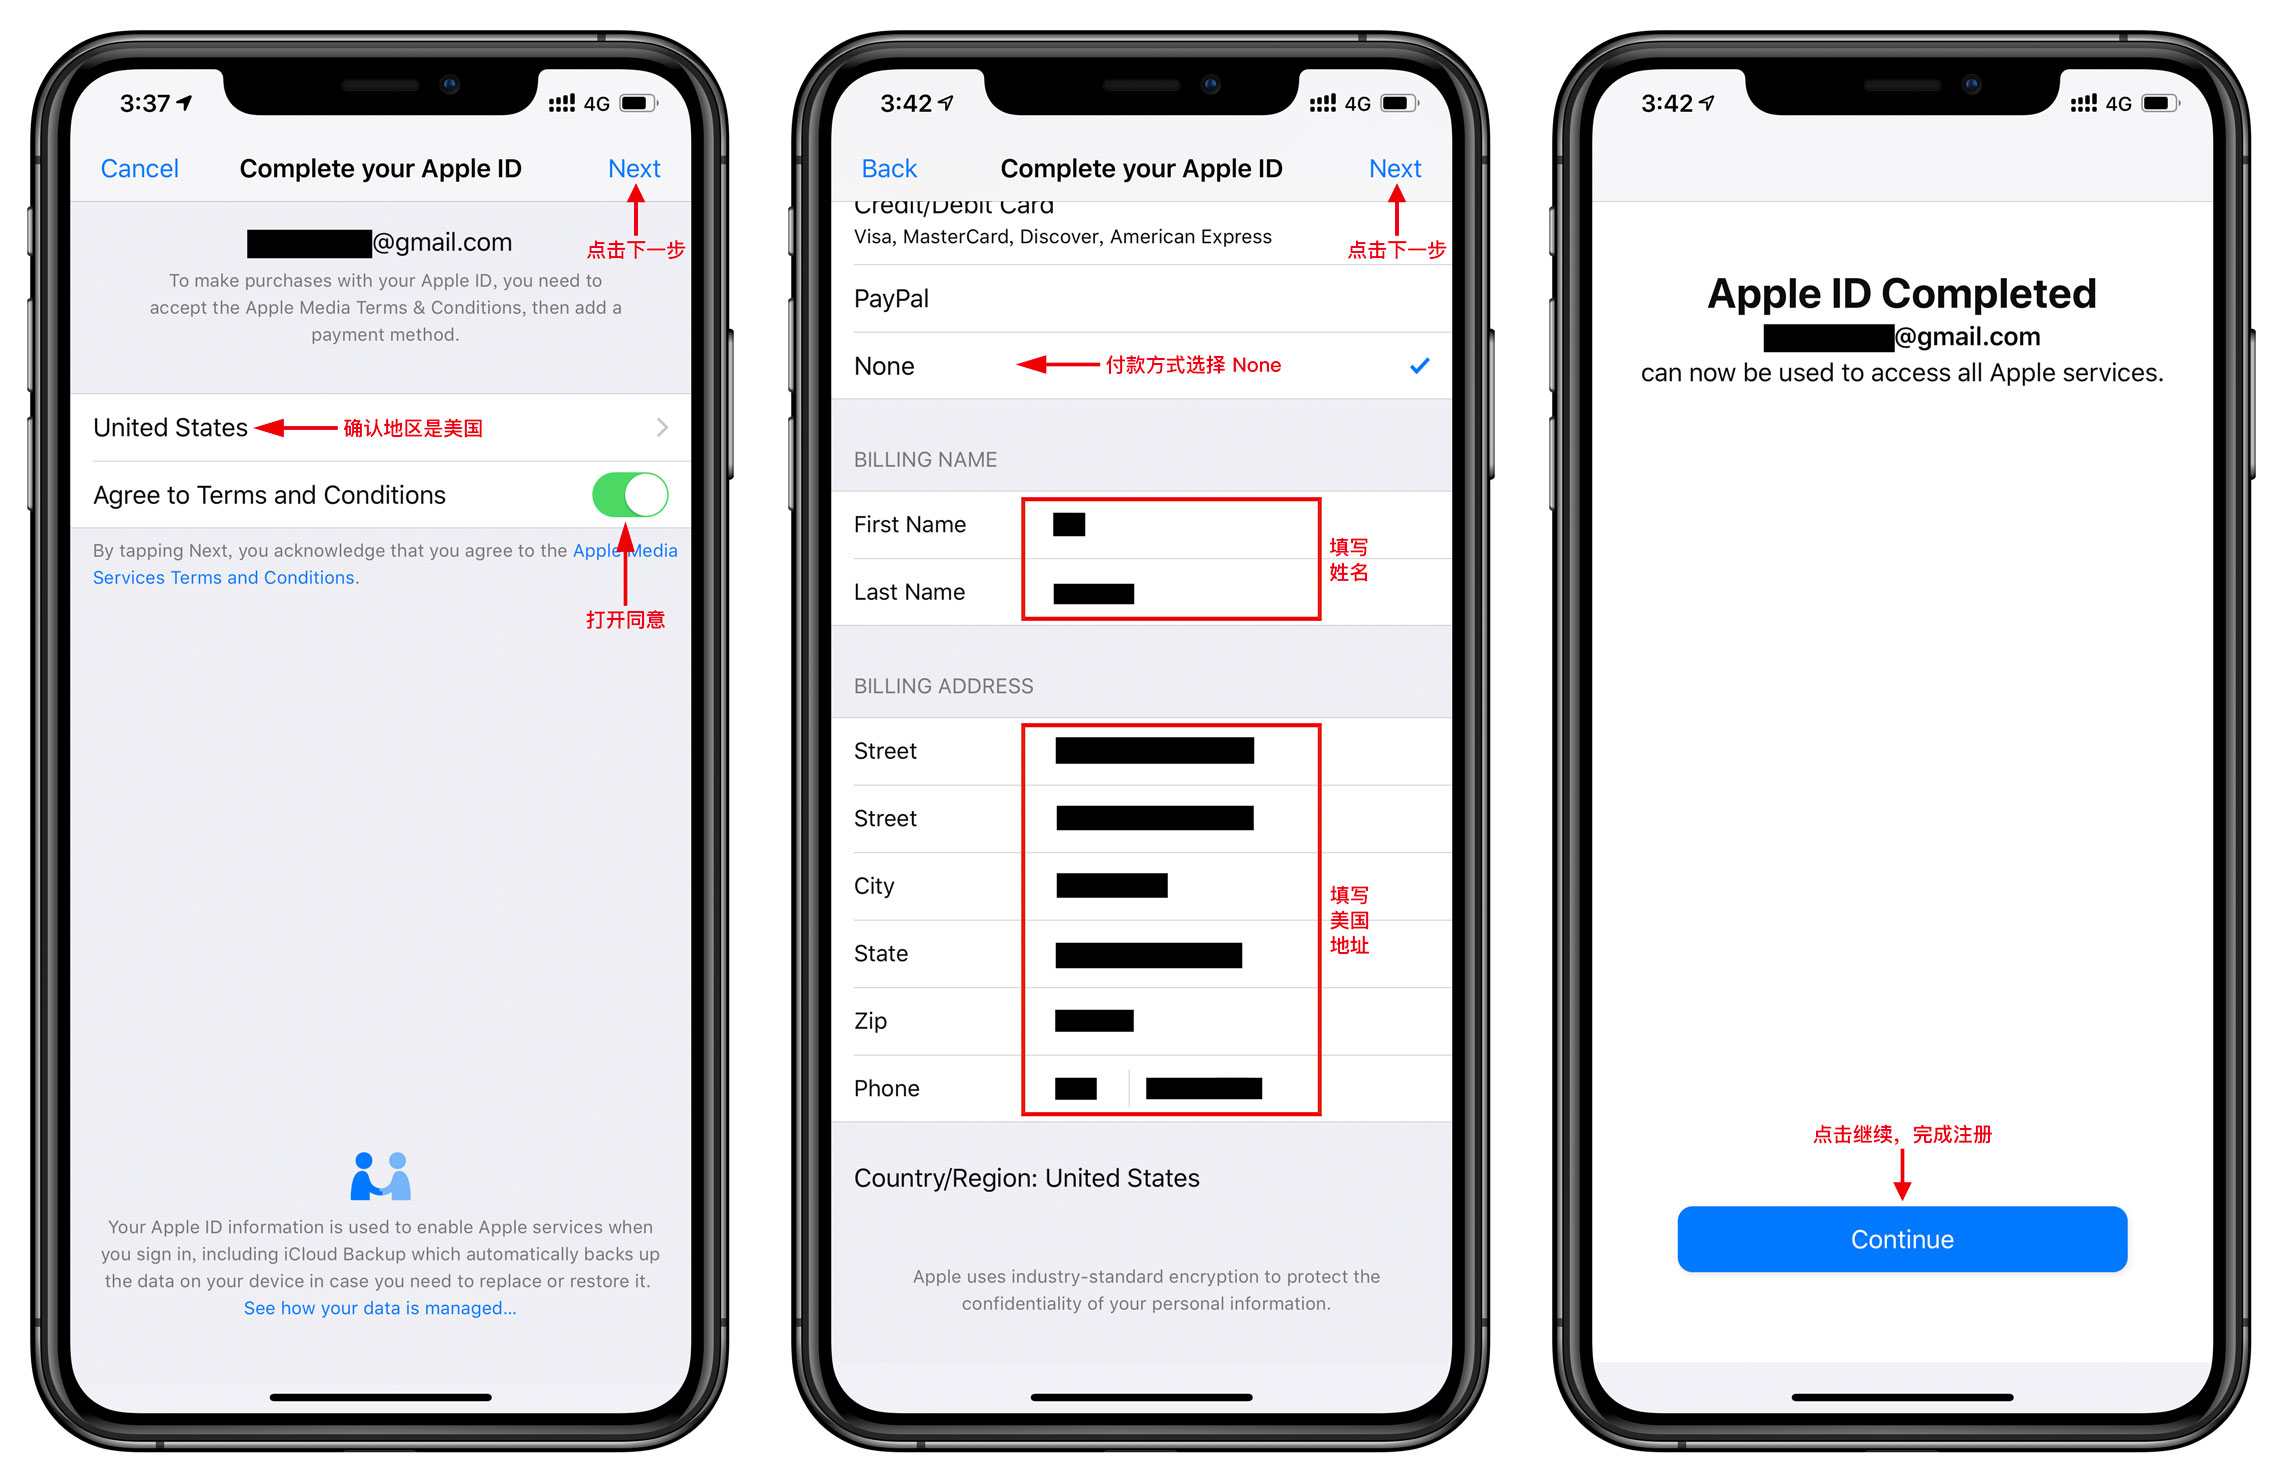 3:37
4G
Cancel
Complete your Apple ID
Next
点击下一步
@gmail.com
To make purchases with your Apple ID, you need to
accept the Apple Media Terms & Conditions, then add a
payment method.
United States
确认地区是美国
Agree to Terms and Conditions
By tapping Next, you acknowledge that you agree to the Apple Media
Services Terms and Conditions.
打开同意
Your Apple ID information is used to enable Apple services when
you sign in, including iCloud Backup which automatically backs up
the data on your device in case you need to replace or restore it.
See how your data is managed...
3:42
4G
Back
Complete your Apple ID
Next
点击下一步
Credit/Debit Card
Visa, MasterCard, Discover, American Express
PayPal
None
付款方式选择 None
BILLING NAME
First Name
Last Name
填写
姓名
BILLING ADDRESS
Street
Street
City
State
Zip
Phone
填写
美国
地址
Country/Region: United States
Apple uses industry-standard encryption to protect the
confidentiality of your personal information.
3:42
4G
Apple ID Completed
@gmail.com
can now be used to access all Apple services.
点击继续，完成注册
Continue